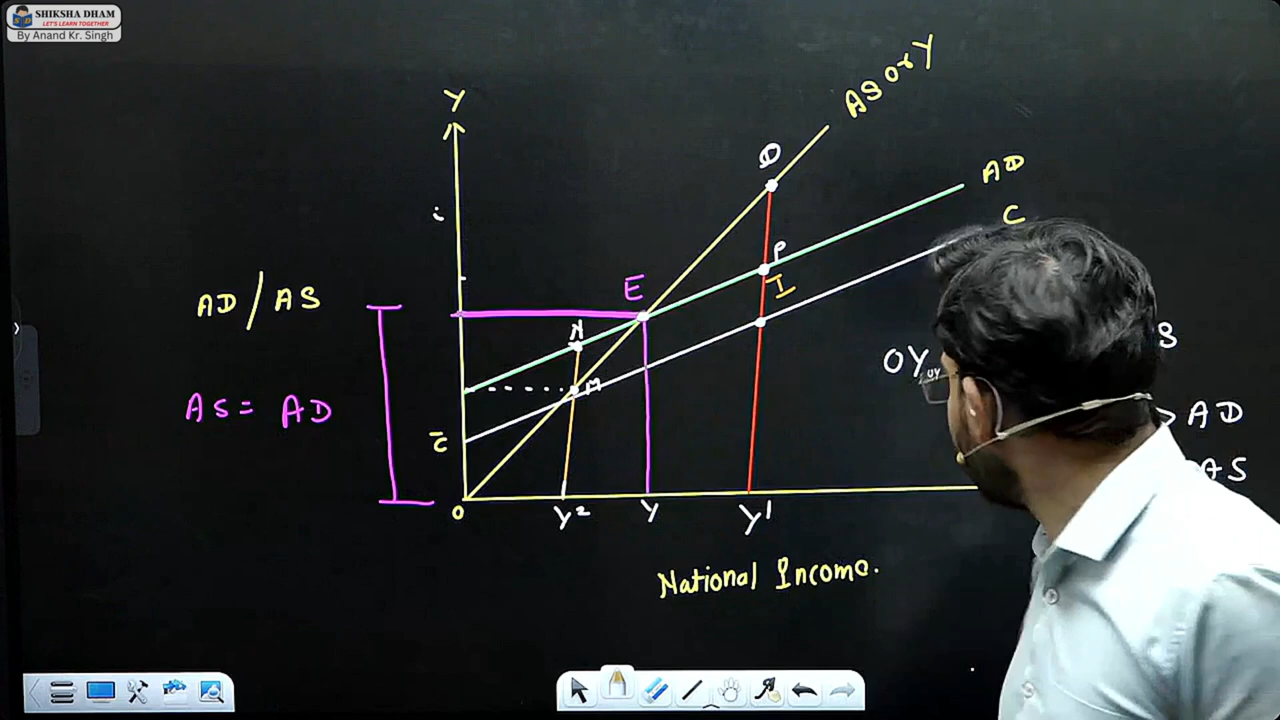 SHIKSHA DHAM
LET'S LEARN TOGETHER
By Anand Kr. Singh
Y
AS or Y
AD
C
D
P
I
E
N
M
AD / AS
AS = AD
C̅
O
Y²
Y
Y¹
National Income.
OY
S
> AD
AS